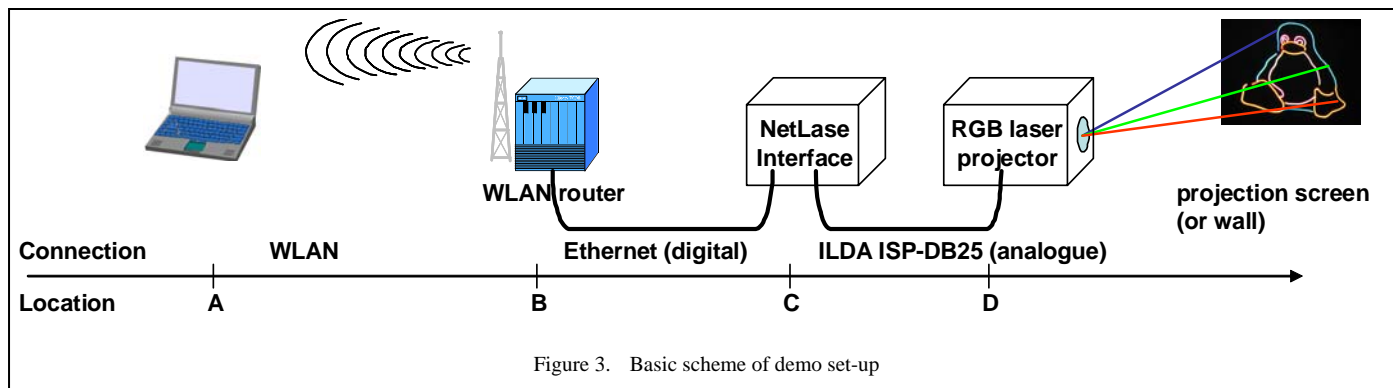 NetLase
Interface
RGB laser
projector
WLAN router
projection screen
(or wall)
Connection WLAN Ethernet (digital) ILDA ISP-DB25 (analogue)
Location A B C D
Figure 3. Basic scheme of demo set-up